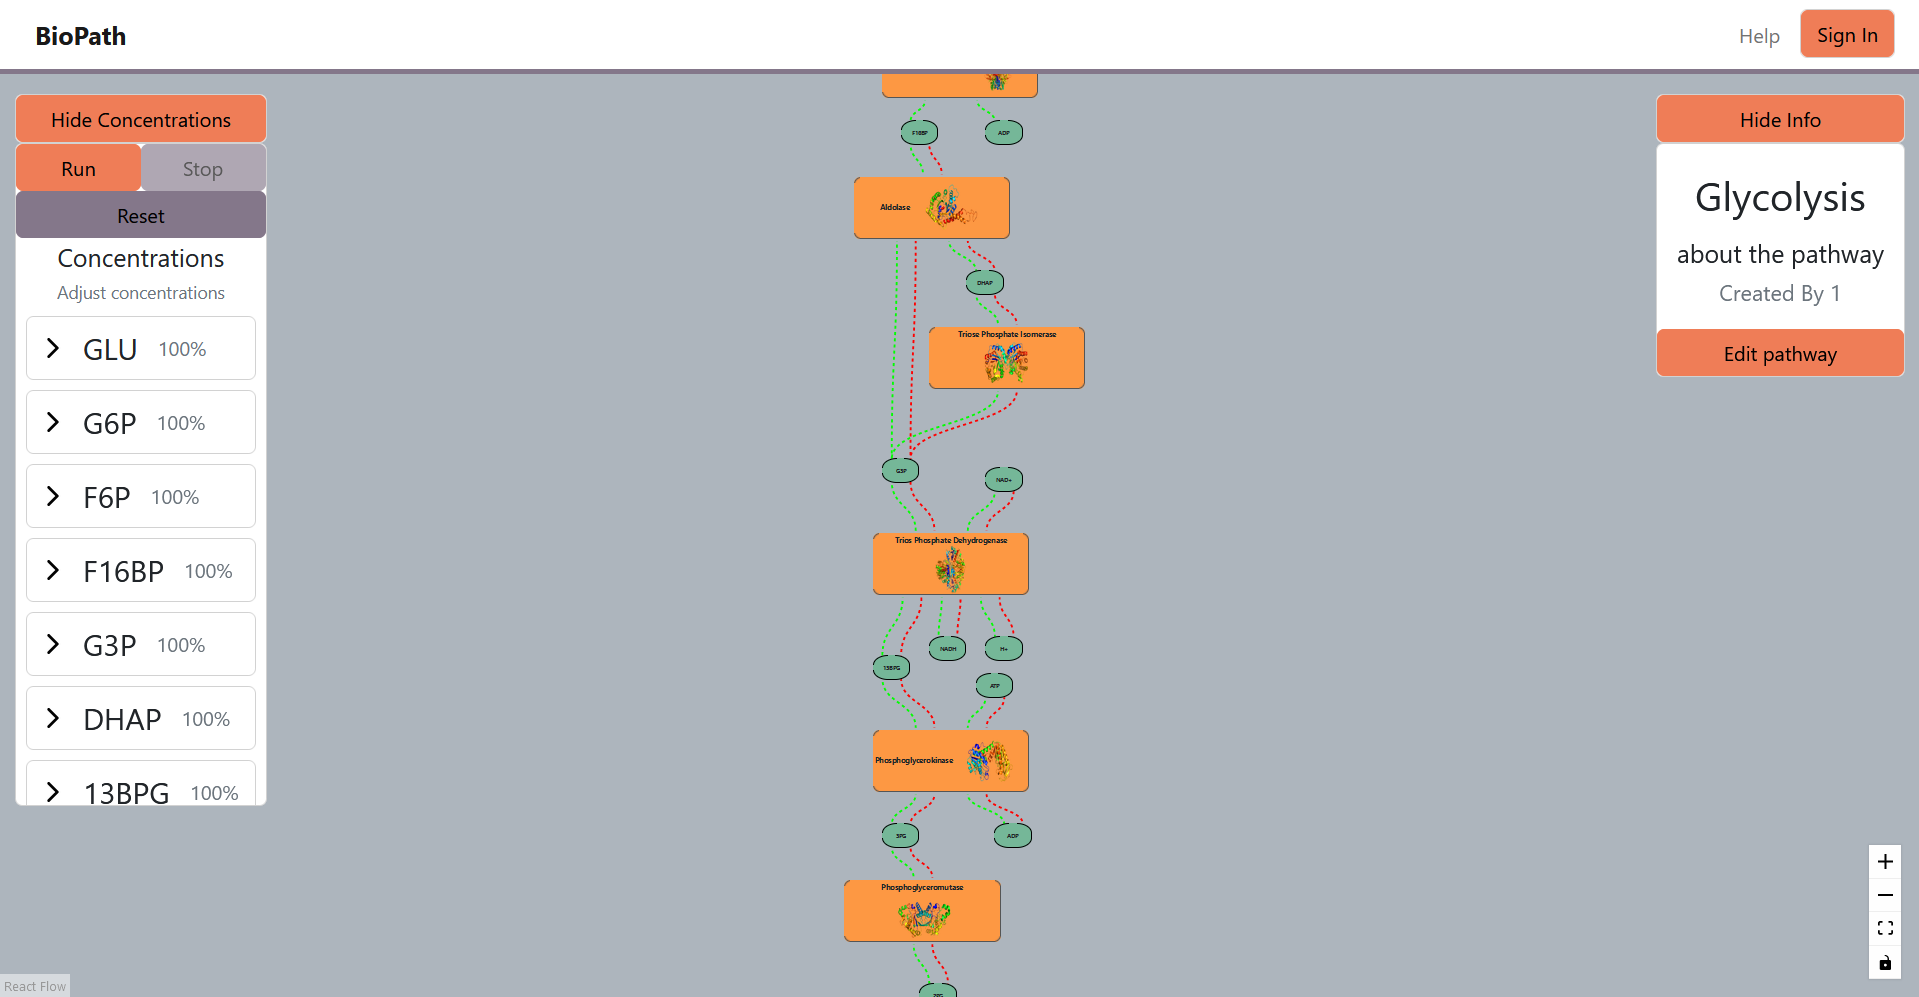 BioPath
Help
Sign In
Hide Concentrations
Run
Stop
Reset
Concentrations
Adjust concentrations
GLU 100%
G6P 100%
F6P 100%
F16BP 100%
G3P 100%
DHAP 100%
13BPG 100%
F16BP
ADP
Aldolase
DHAP
Triose Phosphate Isomerase
G3P
NAD+
Trios Phosphate Dehydrogenase
NADH
H+
13BPG
ATP
Phosphoglycerokinase
3PG
ADP
Phosphoglyceromutase
2PG
Hide Info
Glycolysis
about the pathway
Created By 1
Edit pathway
React Flow